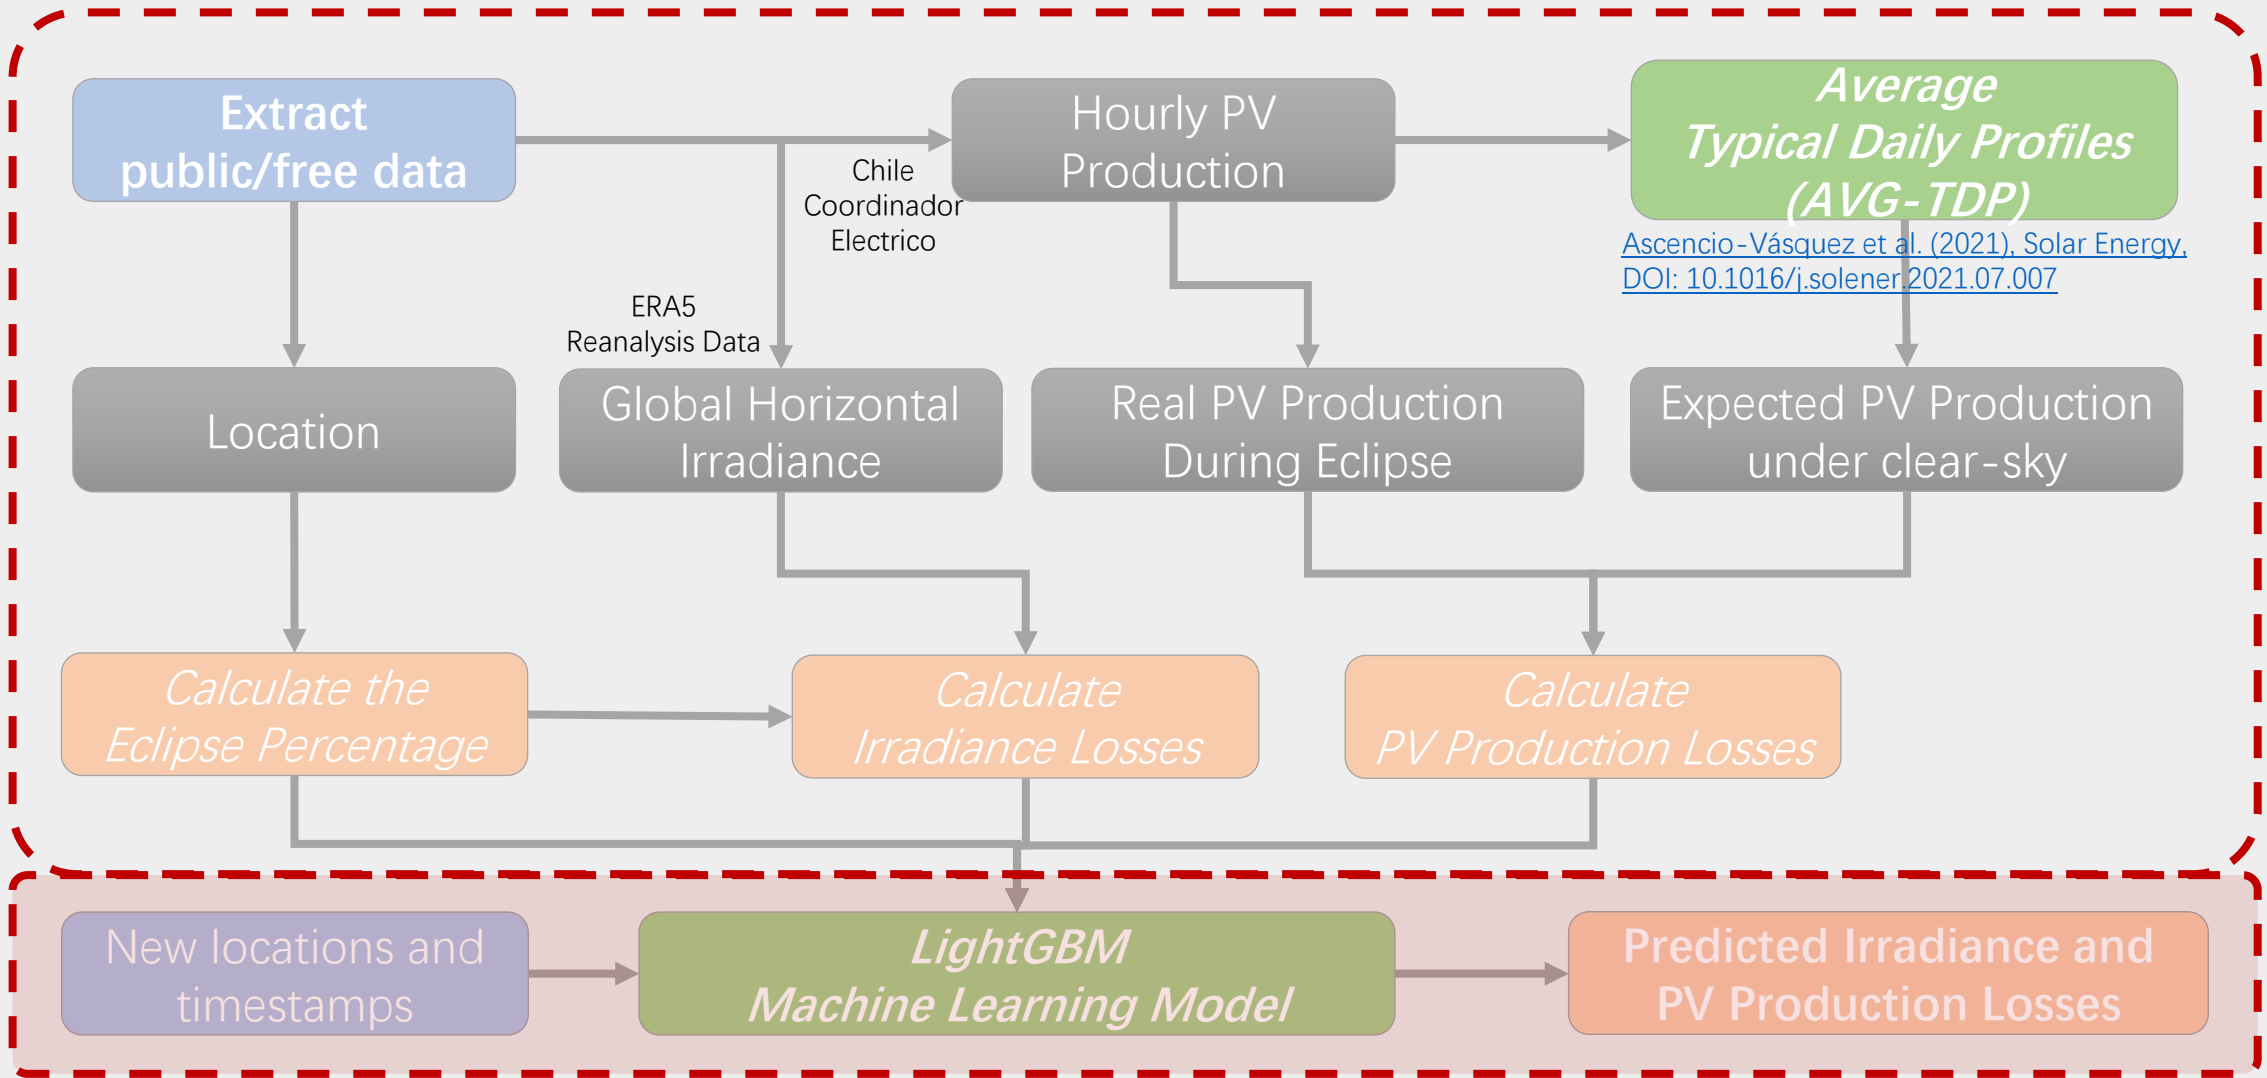 Extract
public/free data
Chile
Coordinador
Electrico
Hourly PV
Production
Average
Typical Daily Profiles
(AVG-TDP)
Ascencio-Vásquez et al. (2021), Solar Energy,
DOI: 10.1016/j.solener.2021.07.007
ERA5
Reanalysis Data
Location
Global Horizontal
Irradiance
Real PV Production
During Eclipse
Expected PV Production
under clear-sky
Calculate the
Eclipse Percentage
Calculate
Irradiance Losses
Calculate
PV Production Losses
New locations and
timestamps
LightGBM
Machine Learning Model
Predicted Irradiance and
PV Production Losses